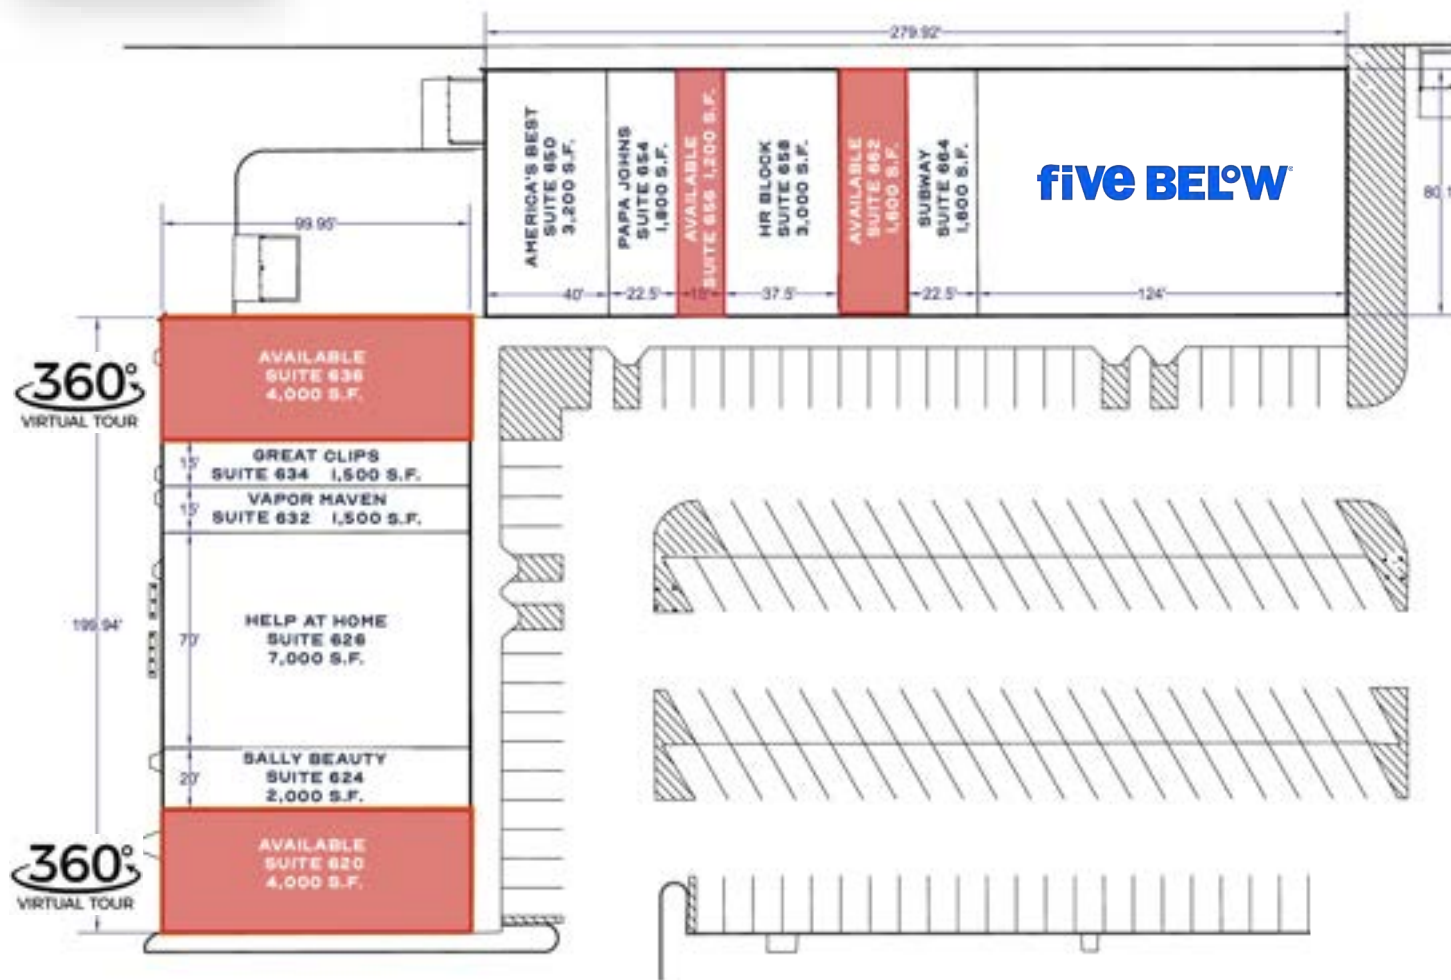 279.92'
AMERICA'S BEST
SUITE 650
3,200 S.F.
PAPA JOHNS
SUITE 654
1,800 S.F.
AVAILABLE
SUITE 656 1,200 S.F.
HR BLOCK
SUITE 658
3,000 S.F.
AVAILABLE
SUITE 662
1,600 S.F.
SUBWAY
SUITE 664
1,600 S.F.
five BELOW
40'
22.5'
37.5'
22.5'
124'
99.95'
AVAILABLE
SUITE 636
4,000 S.F.
360°
VIRTUAL TOUR
15'
GREAT CLIPS
SUITE 634 1,500 S.F.
15'
VAPOR MAVEN
SUITE 632 1,500 S.F.
199.94'
70'
HELP AT HOME
SUITE 626
7,000 S.F.
20'
SALLY BEAUTY
SUITE 624
2,000 S.F.
AVAILABLE
SUITE 620
4,000 S.F.
360°
VIRTUAL TOUR